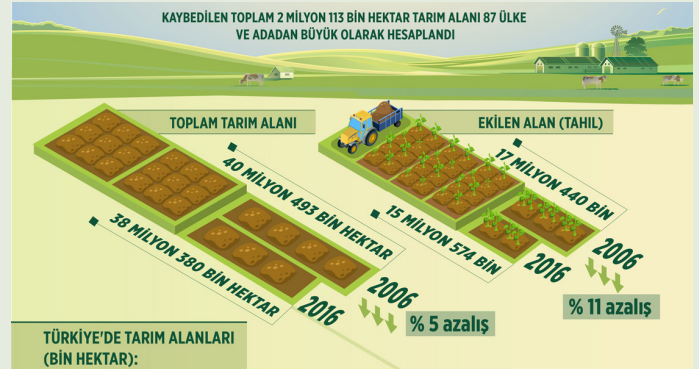 KAYBEDİLEN TOPLAM 2 MİLYON 113 BİN HEKTAR TARIM ALANI 87 ÜLKE
VE ADADAN BÜYÜK OLARAK HESAPLANDI
TOPLAM TARIM ALANI
40 MİLYON 493 BİN HEKTAR
2006
38 MİLYON 380 BİN HEKTAR
2016
% 5 azalış
EKİLEN ALAN (TAHIL)
17 MİLYON 440 BİN
2006
15 MİLYON 574 BİN
2016
% 11 azalış
TÜRKİYE'DE TARIM ALANLARI
(BİN HEKTAR):